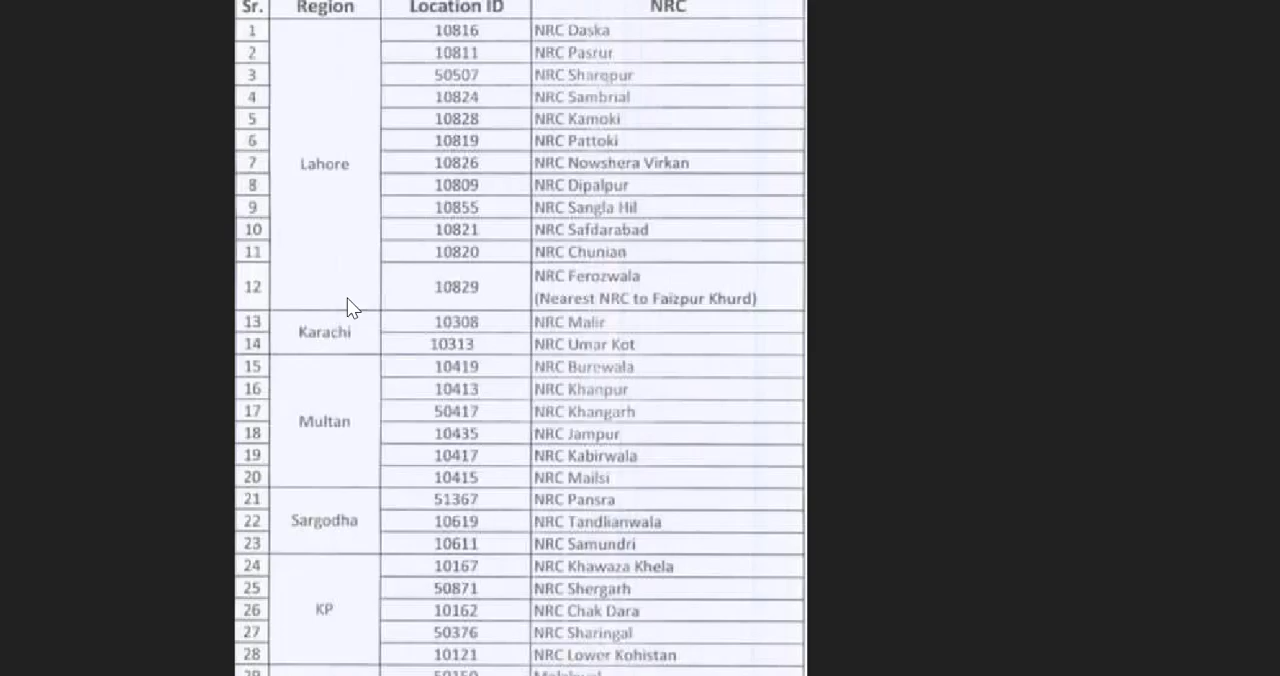 Sr. Region Location ID NRC
1 10816 NRC Daska
2 10811 NRC Pasrur
3 50507 NRC Sharqpur
4 10824 NRC Sambrial
5 10828 NRC Kamoki
6 10819 NRC Pattoki
Lahore
7 10826 NRC Nowshera Virkan
8 10809 NRC Dipalpur
9 10855 NRC Sangla Hil
10 10821 NRC Safdarabad
11 10820 NRC Chunian
12 10829 NRC Ferozwala
(Nearest NRC to Faizpur Khurd)
13 10308 NRC Malir
Karachi
14 10313 NRC Umar Kot
15 10419 NRC Burewala
16 10413 NRC Khanpur
17 50417 NRC Khangarh
Multan
18 10435 NRC Jampur
19 10417 NRC Kabirwala
20 10415 NRC Mailsi
21 51367 NRC Pansra
22 Sargodha 10619 NRC Tandlianwala
23 10611 NRC Samundri
24 10167 NRC Khawaza Khela
25 50871 NRC Shergarh
26 KP 10162 NRC Chak Dara
27 50376 NRC Sharingal
28 10121 NRC Lower Kohistan